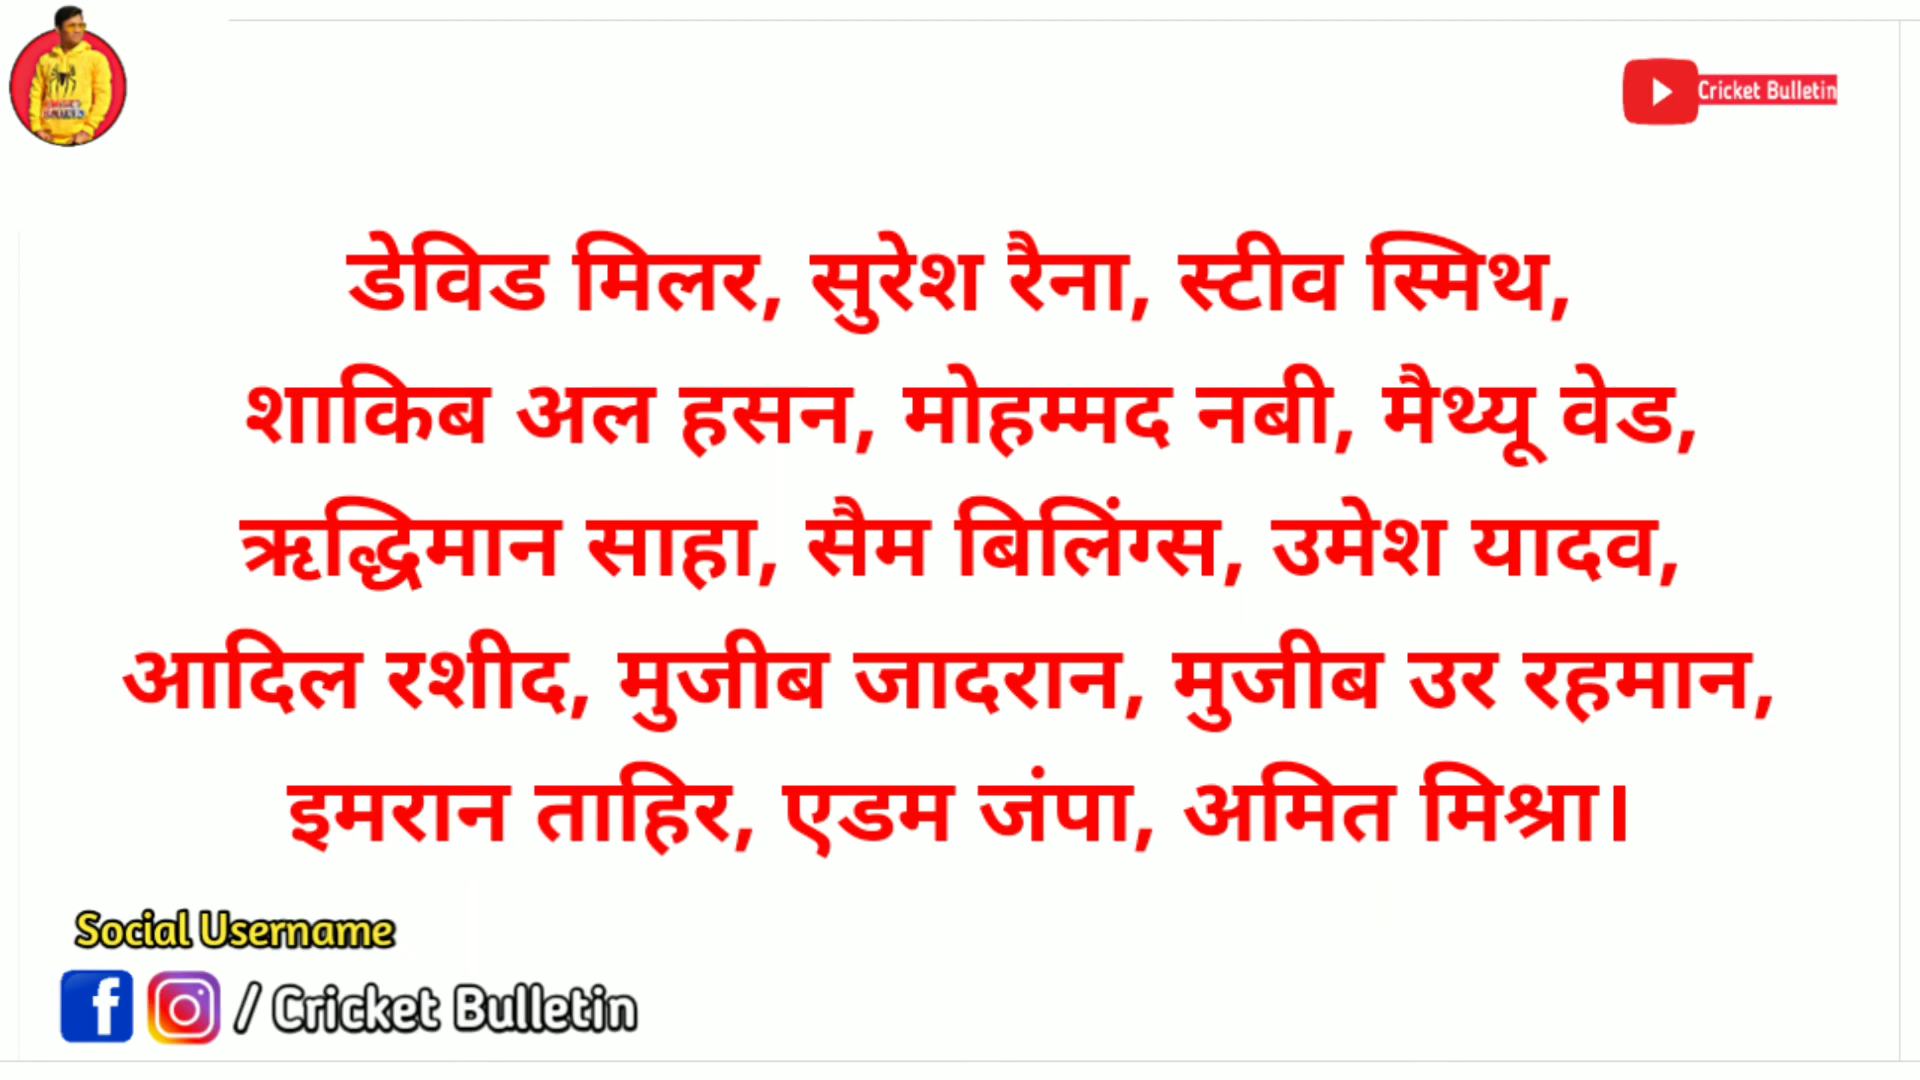 Cricket Bulletin
डेविड मिलर, सुरेश रैना, स्टीव स्मिथ,
शाकिब अल हसन, मोहम्मद नबी, मैथ्यू वेड,
ऋद्धिमान साहा, सैम बिलिंग्स, उमेश यादव,
आदिल रशीद, मुजीब जादरान, मुजीब उर रहमान,
इमरान ताहिर, एडम जंपा, अमित मिश्रा।
Social Username
/ Cricket Bulletin